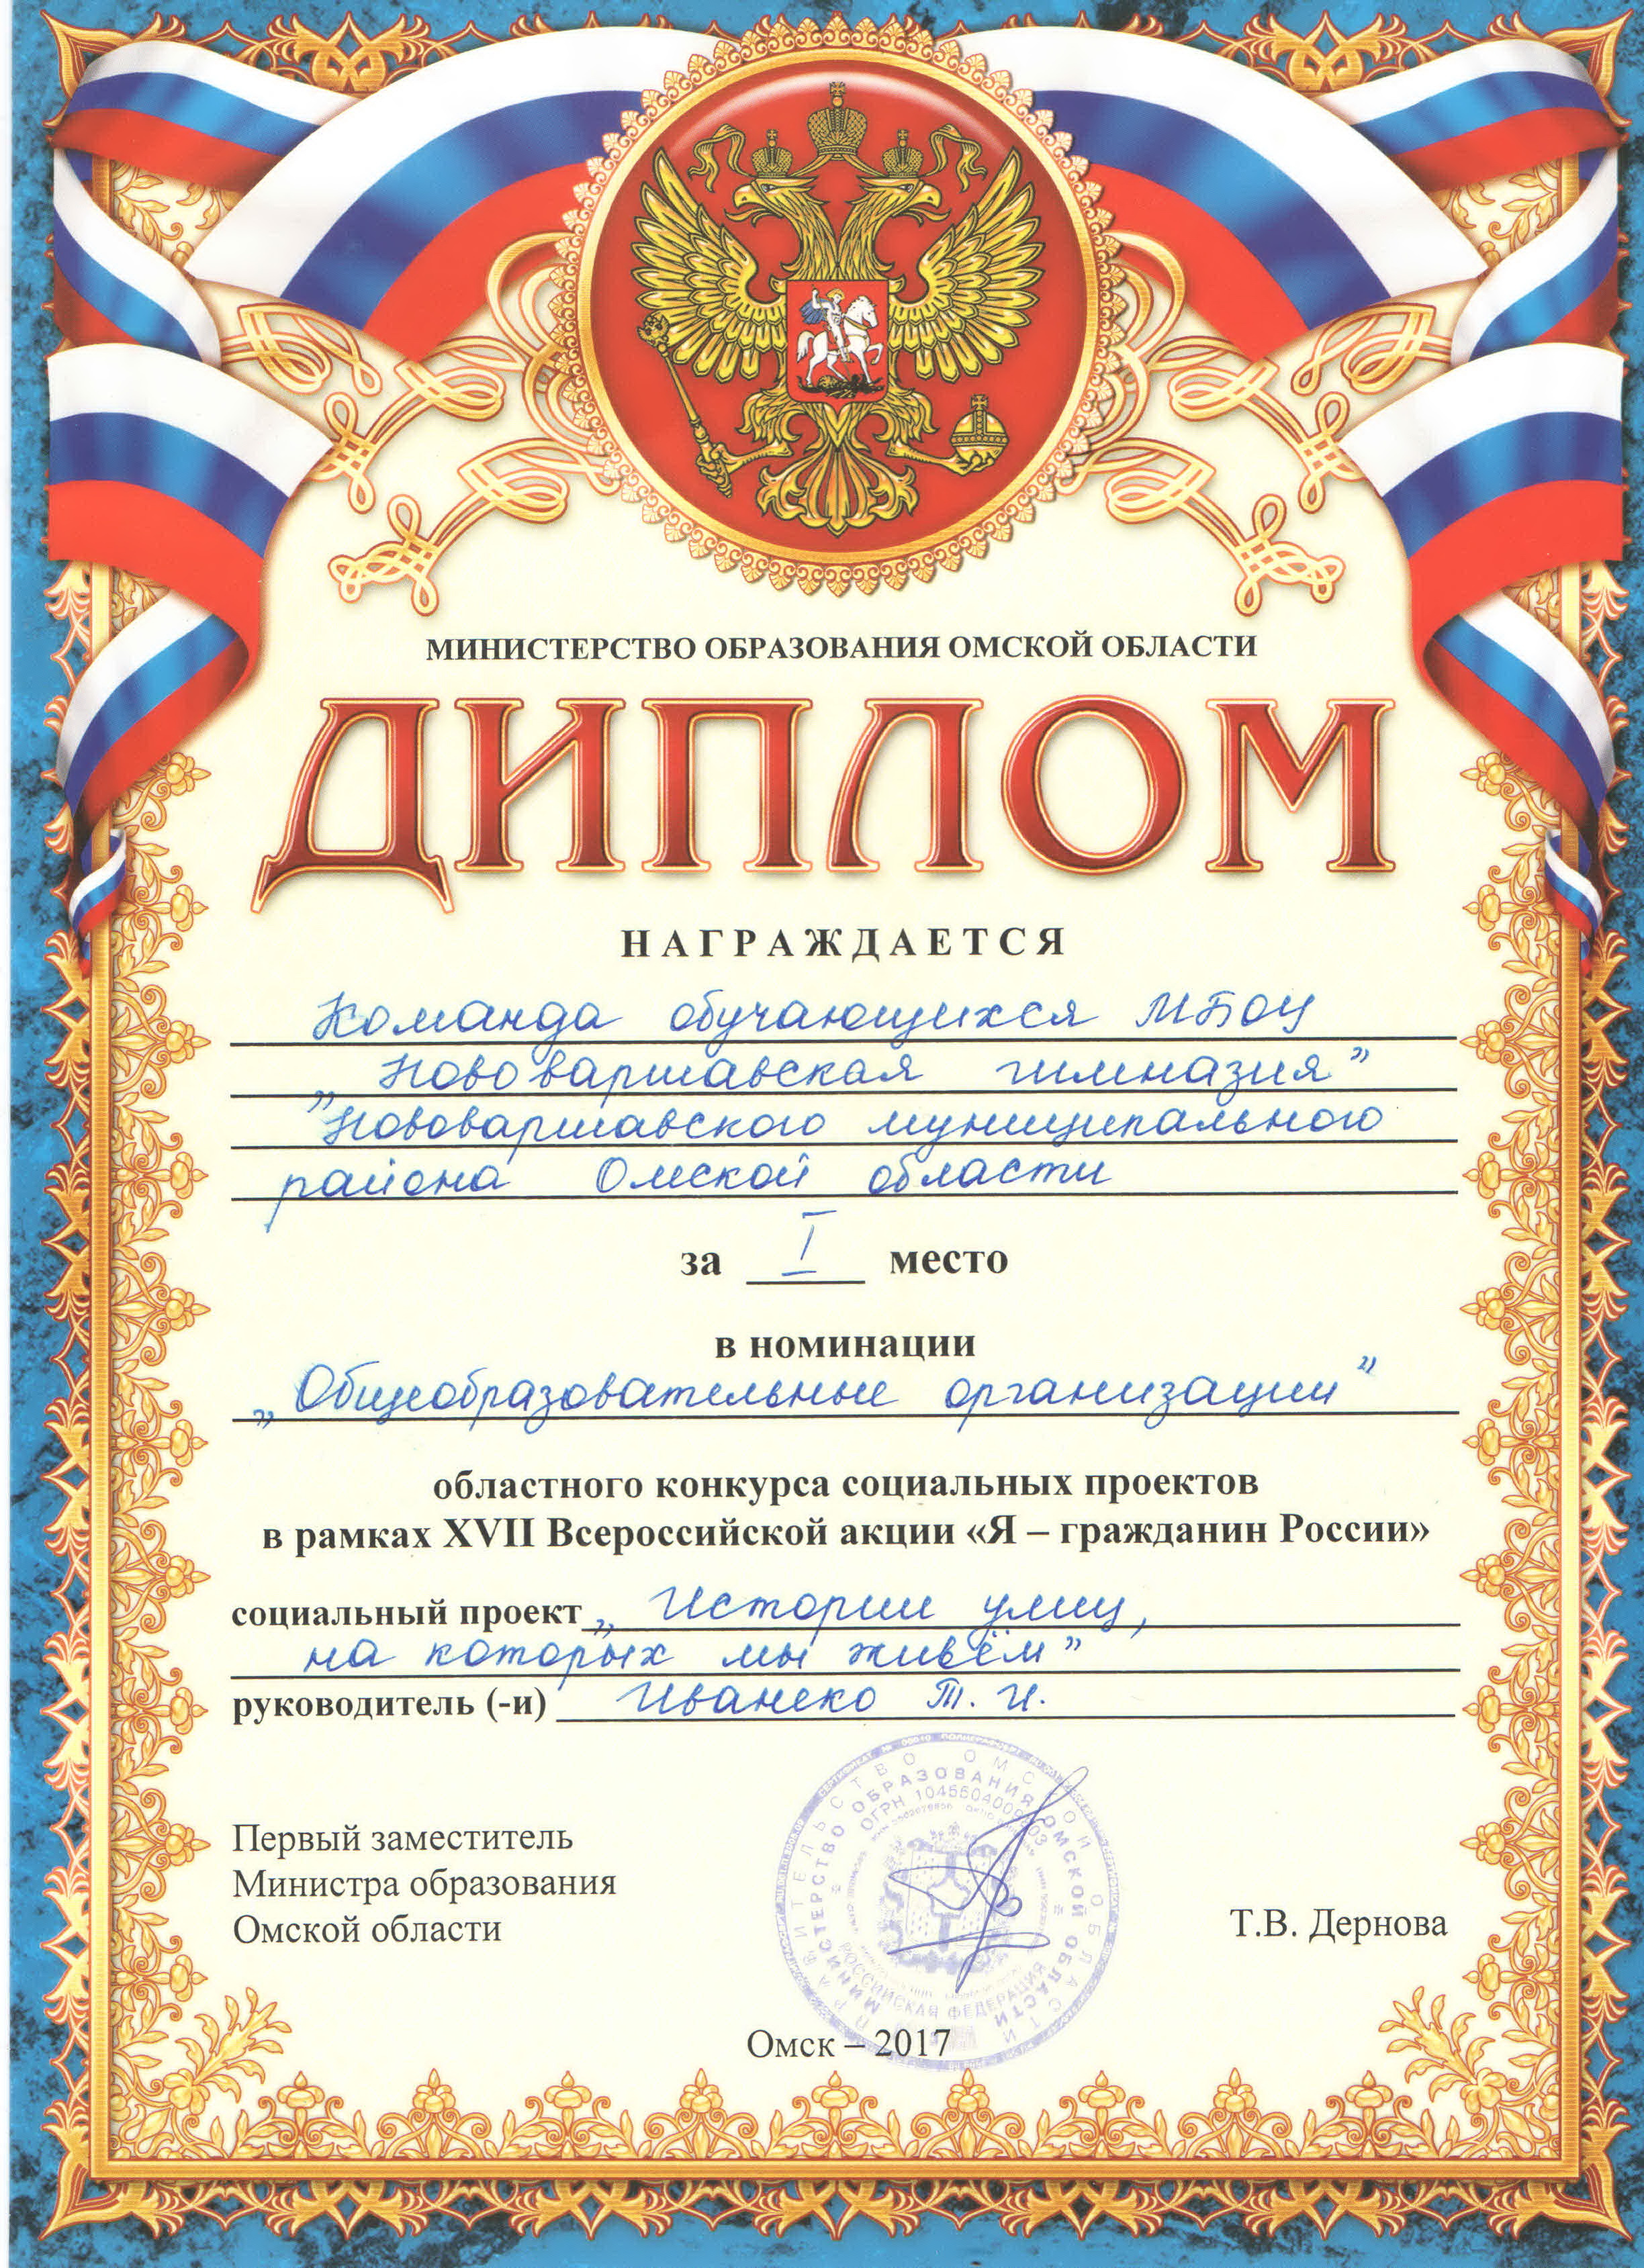 МИНИСТЕРСТВО ОБРАЗОВАНИЯ ОМСКОЙ ОБЛАСТИ
ДИПЛОМ
НАГРАЖДАЕТСЯ
Команда обучающихся МБОУ
„Нововаршавская гимназия”
Нововаршавского муниципального
района Омской области
за I место
в номинации
„Общеобразовательные организации”
областного конкурса социальных проектов
в рамках XVII Всероссийской акции «Я – гражданин России»
социальный проект „Истории улиц,
на которых мы живём”
руководитель (-и) Иванеко Т. И.
ПРАВИТЕЛЬСТВО ОМСКОЙ ОБЛАСТИ
МИНИСТЕРСТВО ОБРАЗОВАНИЯ ОМСКОЙ ОБЛАСТИ
ОГРН
РОССИЙСКАЯ ФЕДЕРАЦИЯ
Первый заместитель
Министра образования
Омской области
Т.В. Дернова
Омск – 2017